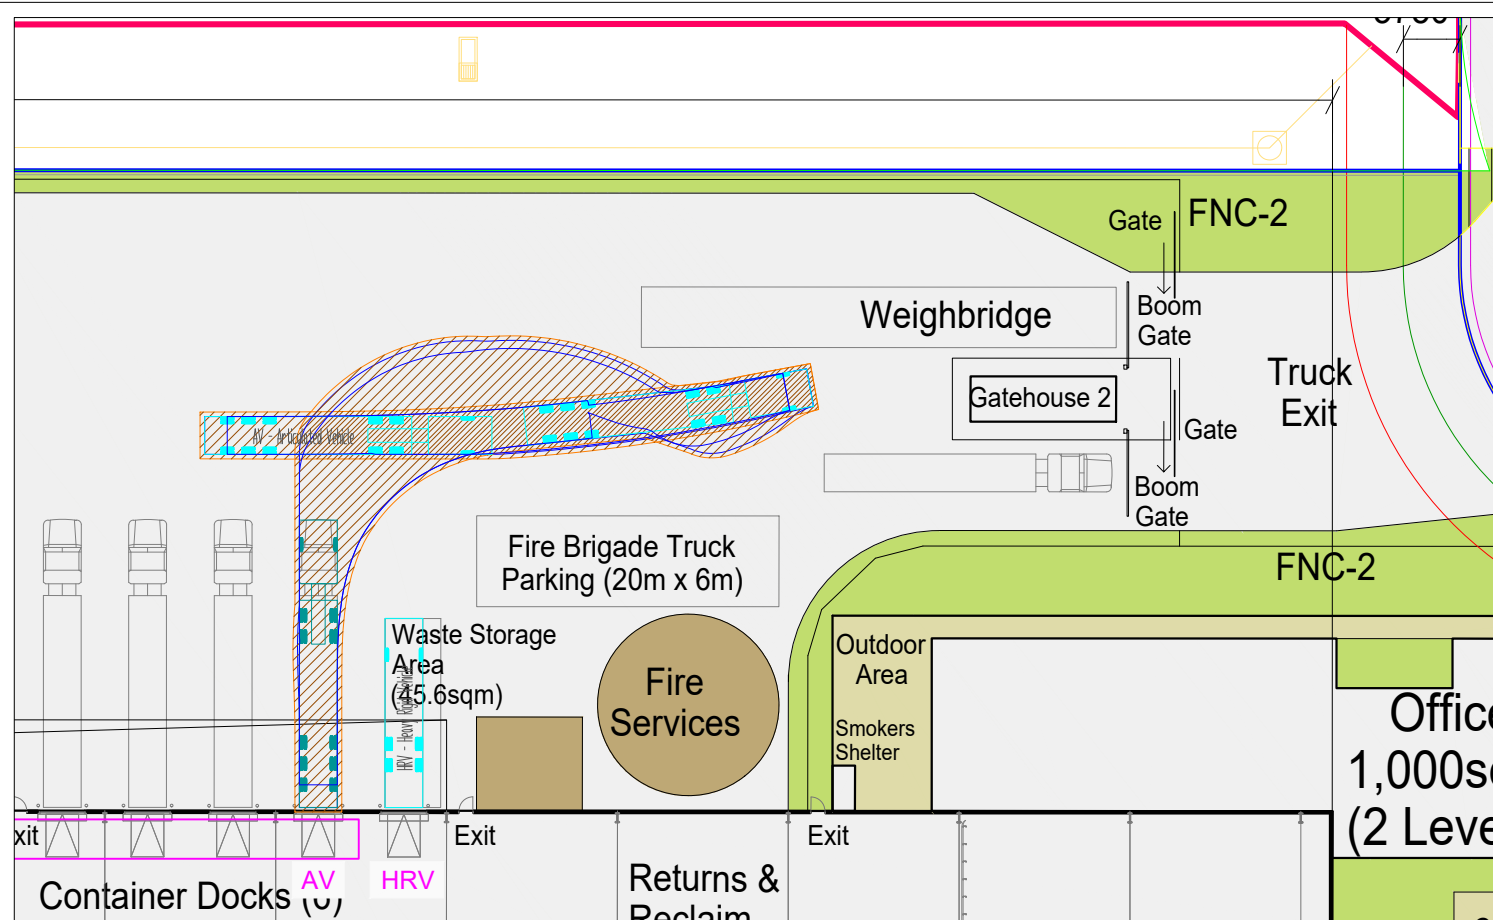 FNC-2
Gate
Weighbridge
Boom
Gate
Truck
Exit
Gatehouse 2
Gate
AV - Articulated Vehicle
Boom
Gate
Fire Brigade Truck
Parking (20m x 6m)
FNC-2
Waste Storage
Area
(45.6sqm)
HRV - Heavy Rigid Vehicle
Fire
Services
Outdoor
Area
Smokers
Shelter
Office
1,000s
(2 Leve
xit
Exit
Exit
AV
HRV
Container Docks
Returns &
Reclaim